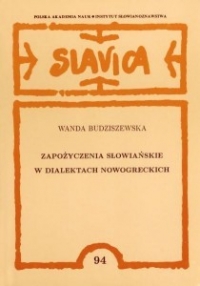 POLSKA AKADEMIA NAUK • INSTYTUT SŁOWIANOZNAWSTWA
SLAVICA
WANDA BUDZISZEWSKA
ZAPOŻYCZENIA SŁOWIAŃSKIE
W DIALEKTACH NOWOGRECKICH
94